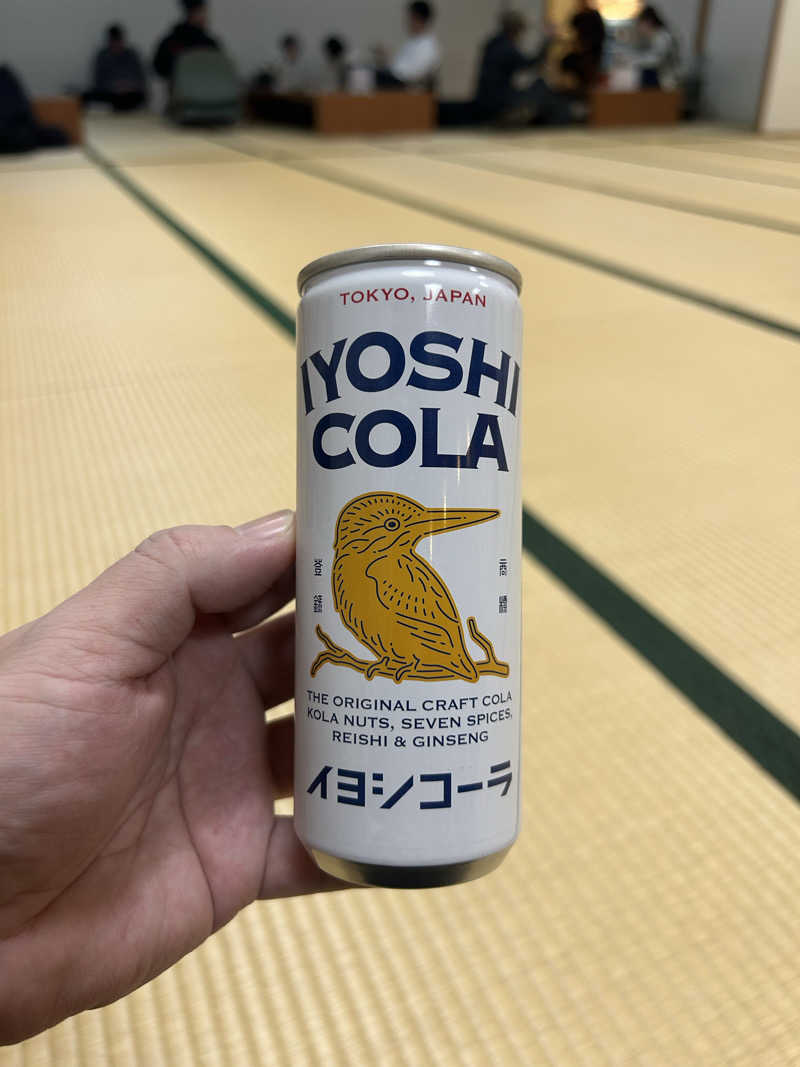 TOKYO, JAPAN
IYOSHI
COLA
THE ORIGINAL CRAFT COLA
KOLA NUTS, SEVEN SPICES,
REISHI & GINSENG
イヨシコーラ